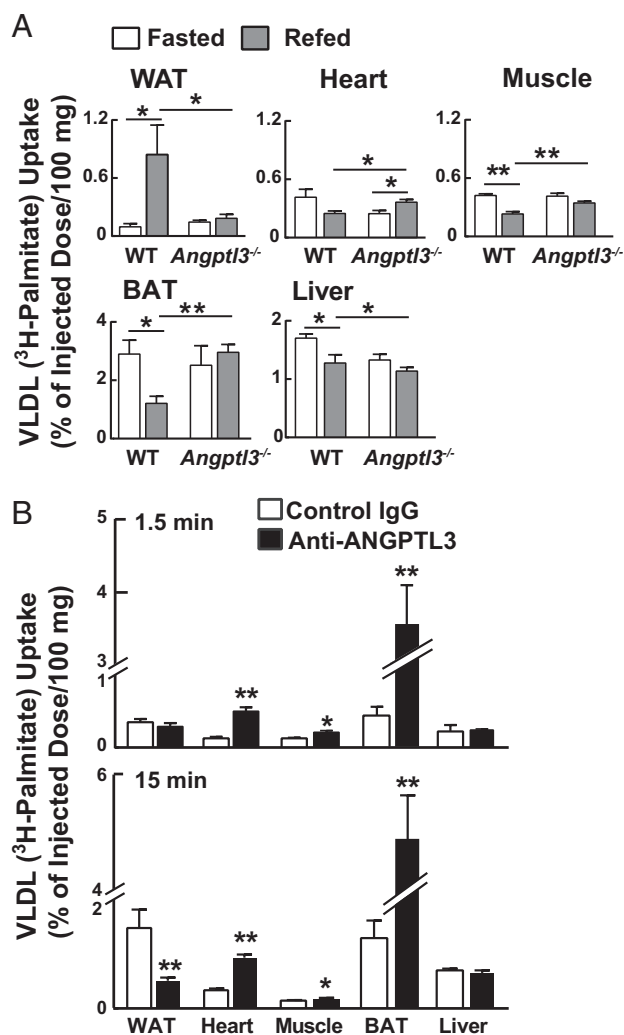 A
Fasted Refed
WAT Heart Muscle
1.2 1.2 1.2
* * * * ** **
0.6 0.6 0.6
0 0 0
WT Angptl3-/- WT Angptl3-/- WT Angptl3-/-
BAT Liver
4 2
* ** * *
2 1
0 0
WT Angptl3-/- WT Angptl3-/-
VLDL (³H-Palmitate) Uptake
(% of Injected Dose/100 mg)
B
Control IgG
Anti-ANGPTL3
5
1.5 min
**
4
3
1
** *
0
6
15 min
**
4
2
** ** *
0
WAT Heart Muscle BAT Liver
VLDL (³H-Palmitate) Uptake
(% of Injected Dose/100 mg)